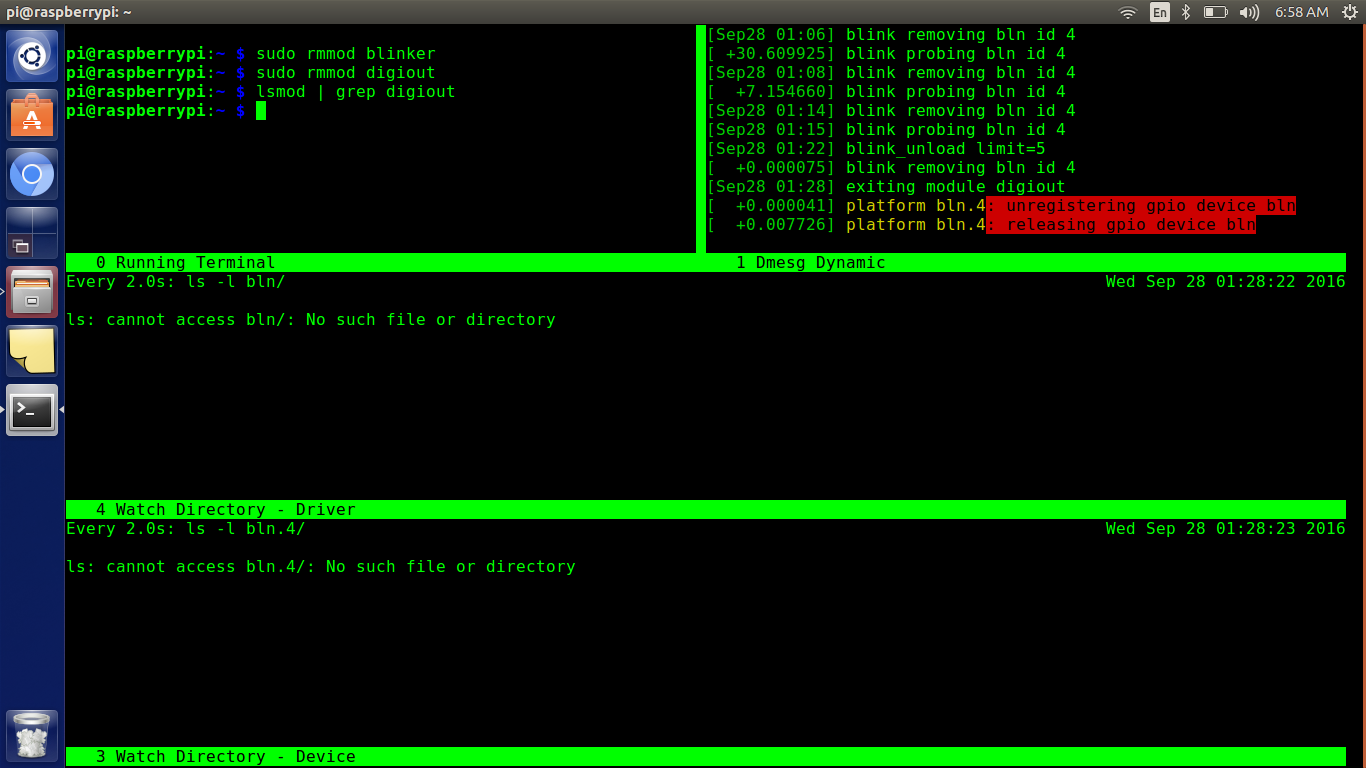 pi@raspberrypi: ~
En
6:58 AM
pi@raspberrypi:~ $ sudo rmmod blinker
pi@raspberrypi:~ $ sudo rmmod digiout
pi@raspberrypi:~ $ lsmod | grep digiout
pi@raspberrypi:~ $
0 Running Terminal
[Sep28 01:06] blink removing bln id 4
[ +30.609925] blink probing bln id 4
[Sep28 01:08] blink removing bln id 4
[  +7.154660] blink probing bln id 4
[Sep28 01:14] blink removing bln id 4
[Sep28 01:15] blink probing bln id 4
[Sep28 01:22] blink_unload limit=5
[  +0.000075] blink_removing bln id 4
[Sep28 01:28] exiting module digiout
[  +0.000041] platform bln.4: unregistering gpio device bln
[  +0.007726] platform bln.4: releasing gpio device bln
1 Dmesg Dynamic
Every 2.0s: ls -l bln/ Wed Sep 28 01:28:22 2016
ls: cannot access bln/: No such file or directory
4 Watch Directory - Driver
Every 2.0s: ls -l bln.4/ Wed Sep 28 01:28:23 2016
ls: cannot access bln.4/: No such file or directory
3 Watch Directory - Device